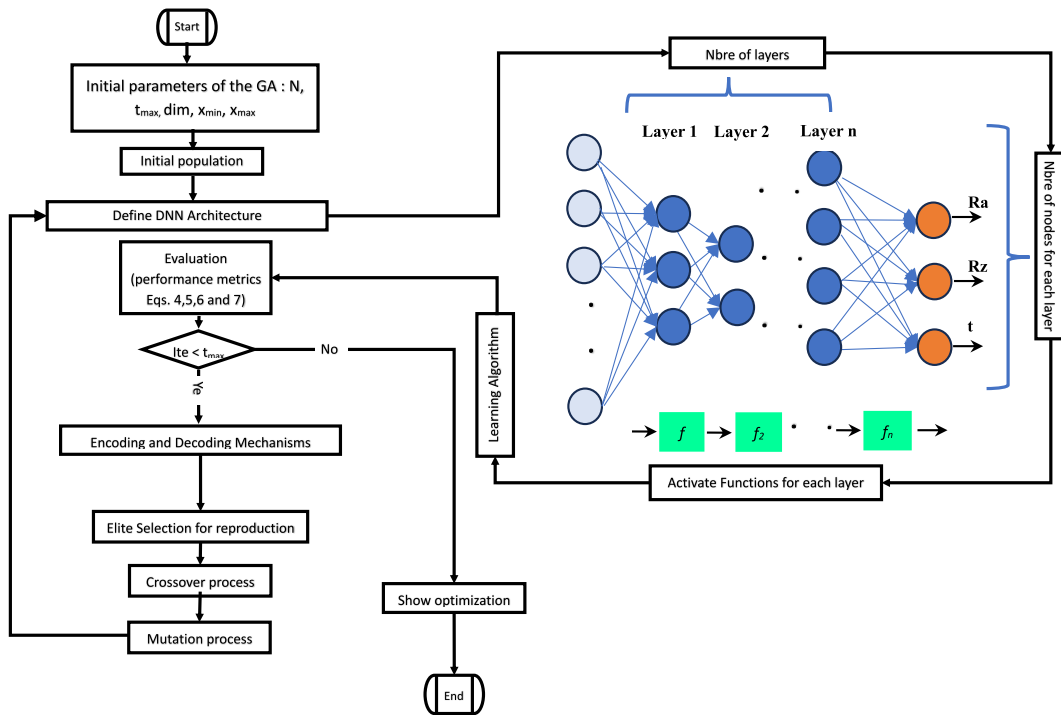 Start
Initial parameters of the GA : N,
tmax, dim, xmin, xmax
Initial population
Define DNN Architecture
Evaluation
(performance metrics
Eqs. 4,5,6 and 7)
Ite < tmax
No
Ye
Encoding and Decoding Mechanisms
Elite Selection for reproduction
Crossover process
Mutation process
Show optimization
End
Learning Algorithm
Nbre of layers
Layer 1
Layer 2
Layer n
Ra
Rz
t
Nbre of nodes for each layer
f
f2
fn
Activate Functions for each layer